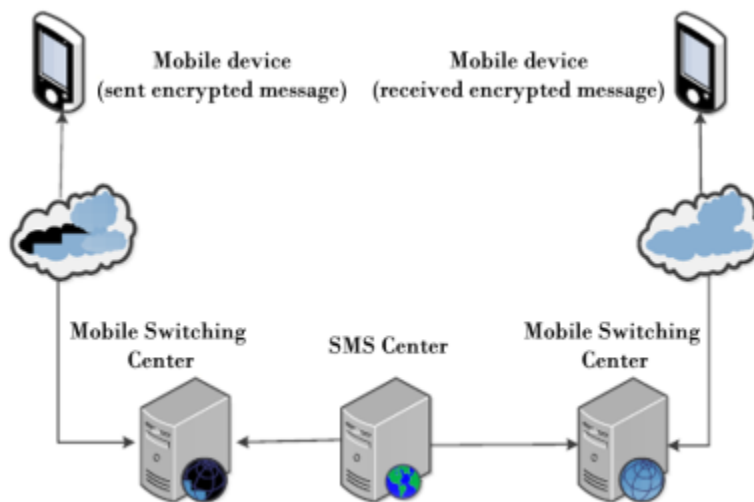 Mobile device
(sent encrypted message)
Mobile device
(received encrypted message)
Mobile Switching
Center
SMS Center
Mobile Switching
Center